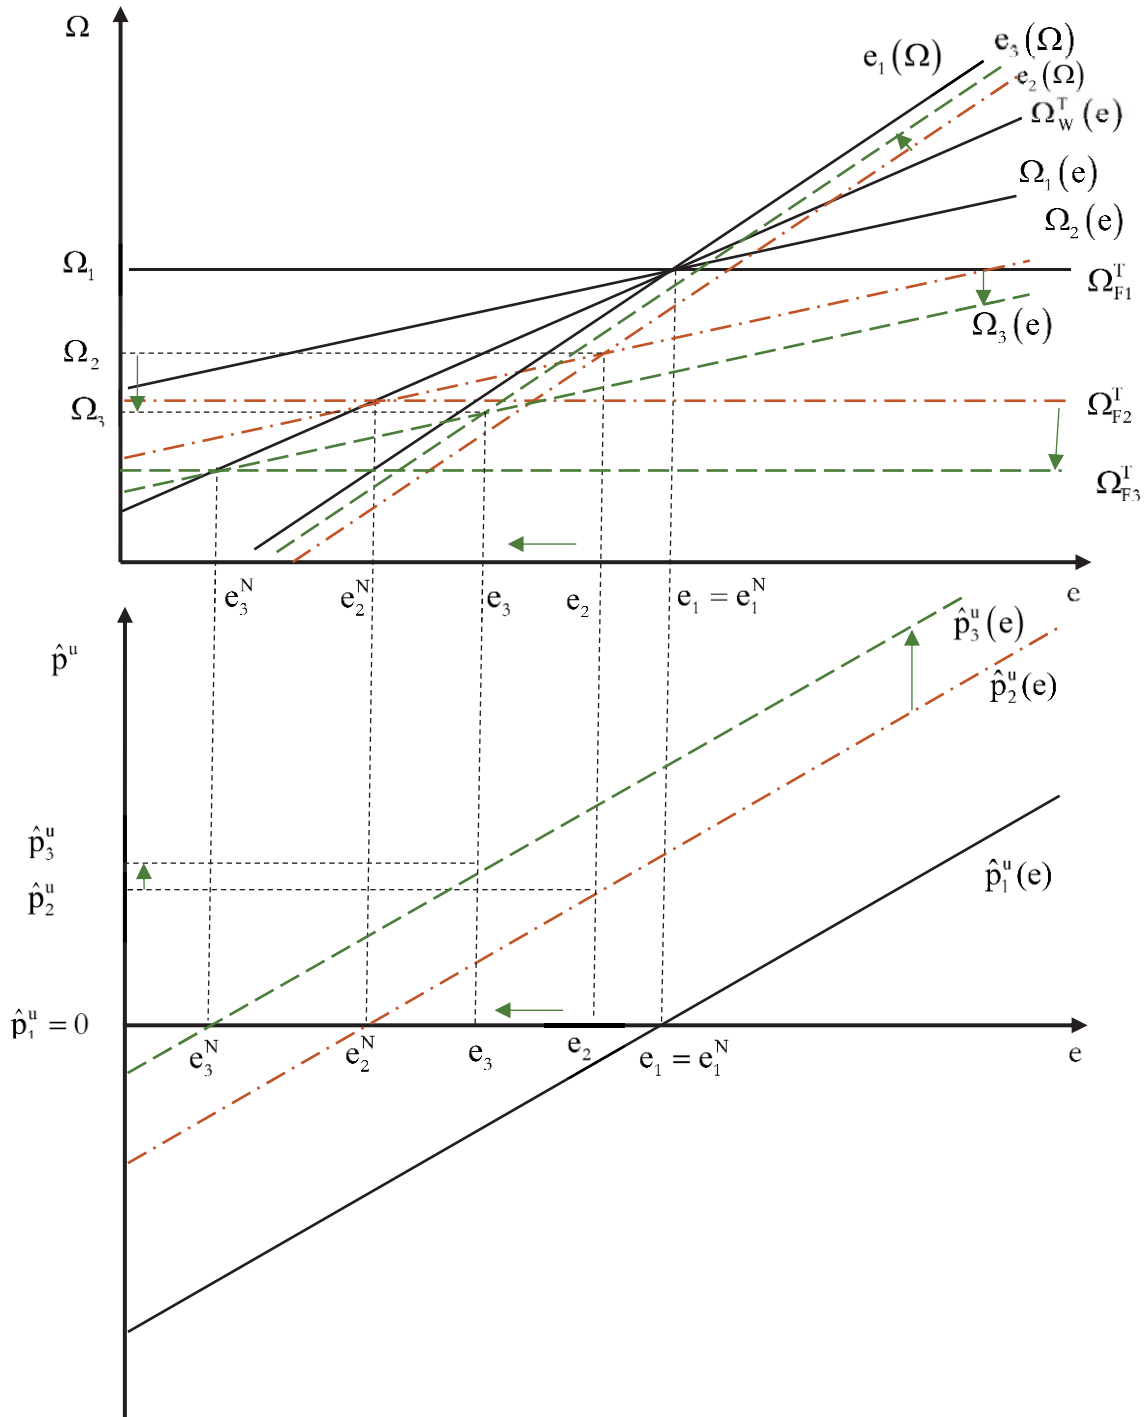 Ω
e₃(Ω)
e₁(Ω)
e₂(Ω)
Ω_W^T(e)
Ω₁(e)
Ω₂(e)
Ω₁
Ω_F1^T
Ω₃(e)
Ω₂
Ω₃
Ω_F2^T
Ω_F3^T
e₃^N e₂^N e₃ e₂ e₁ = e₁^N e
p̂₃^u(e)
p̂^u
p̂₂^u(e)
p̂₃^u
p̂₁^u(e)
p̂₂^u
p̂₁^u = 0
e₃^N e₂^N e₃ e₂ e₁ = e₁^N e